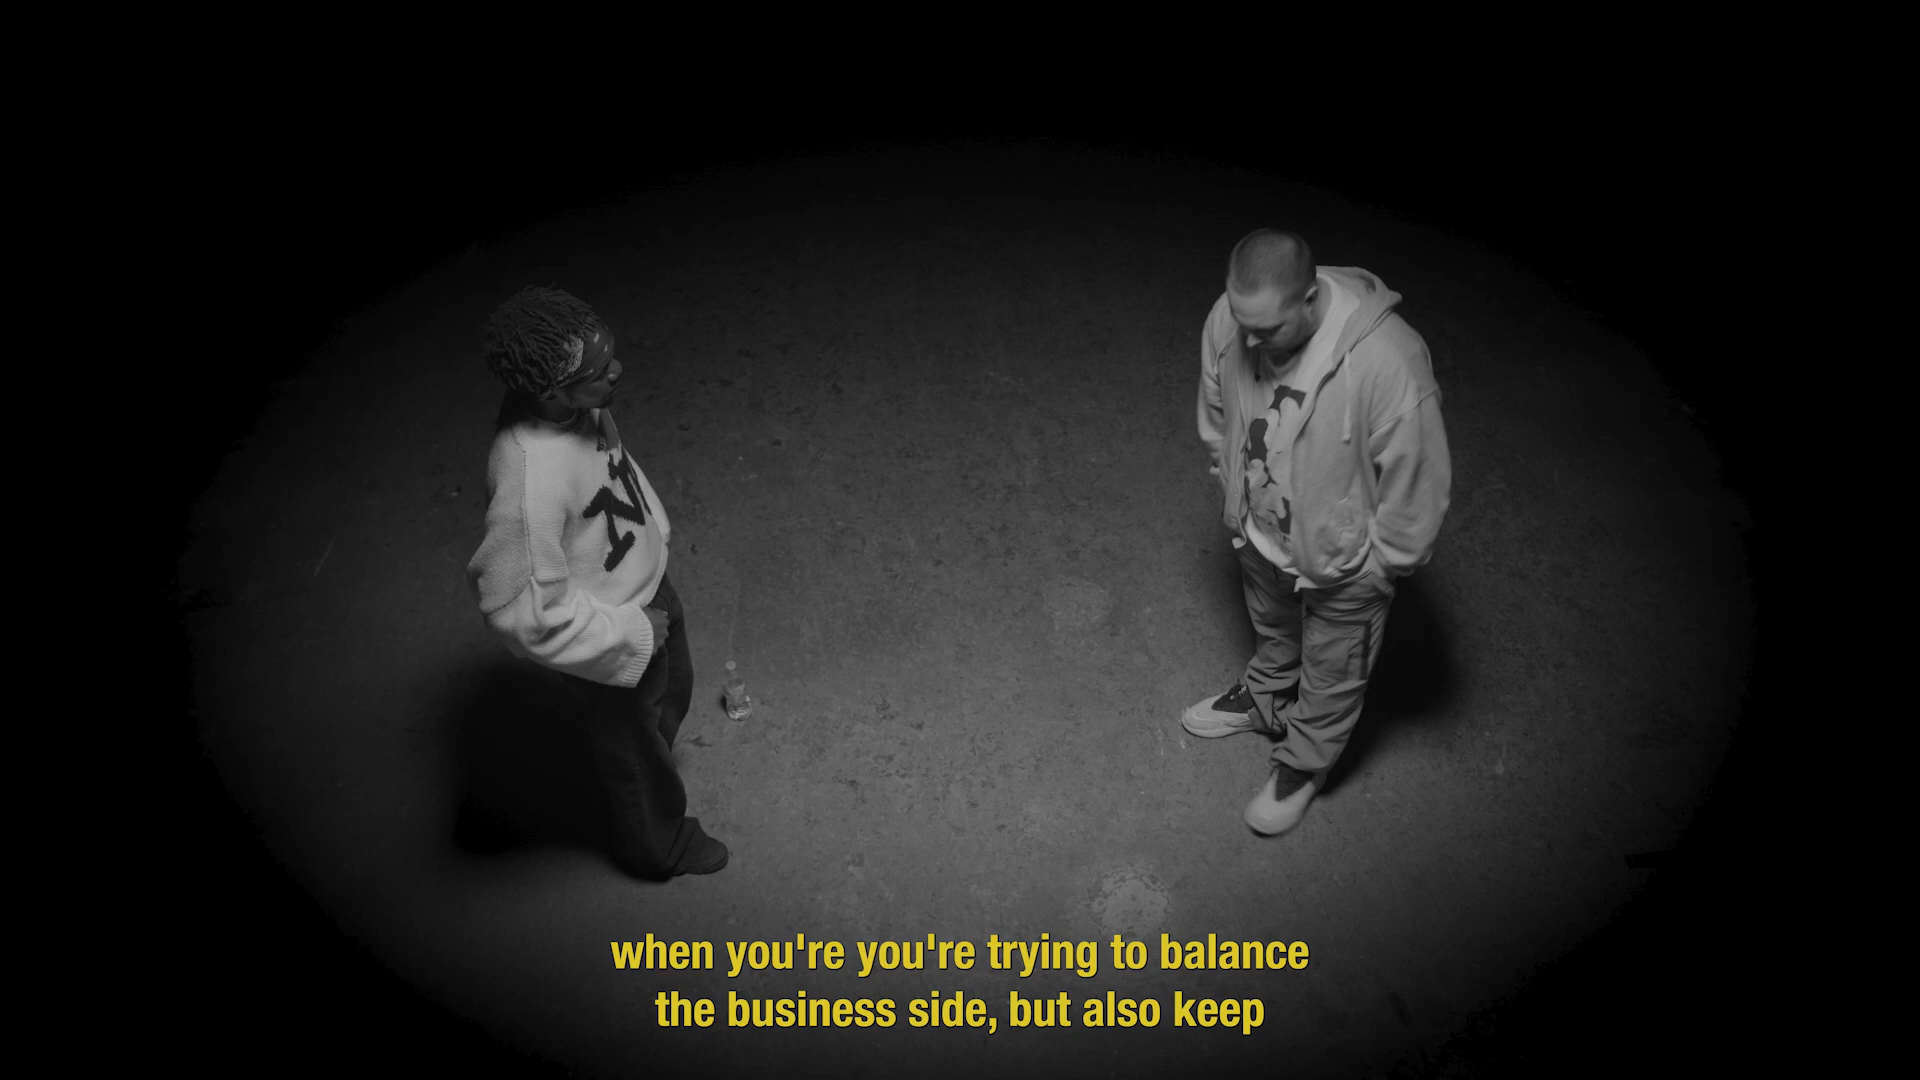 when you're you're trying to balance
the business side, but also keep